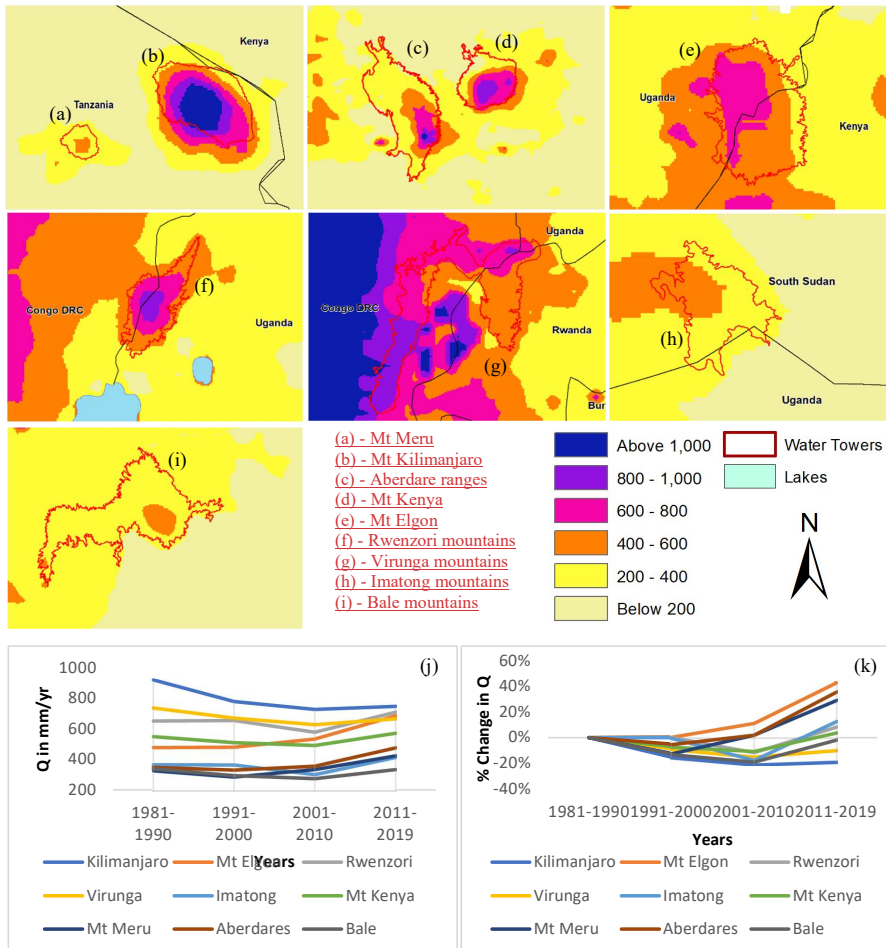 (a)
Tanzania
(b)
Kenya
(c)
(d)
(e)
Uganda
Kenya
Congo DRC
(f)
Uganda
Congo DRC
Uganda
Rwanda
(g)
Bur
South Sudan
(h)
Uganda
(i)
(a) - Mt Meru
(b) - Mt Kilimanjaro
(c) - Aberdare ranges
(d) - Mt Kenya
(e) - Mt Elgon
(f) - Rwenzori mountains
(g) - Virunga mountains
(h) - Imatong mountains
(i) - Bale mountains
Above 1,000
800 - 1,000
600 - 800
400 - 600
200 - 400
Below 200
Water Towers
Lakes
N
(j)
Q in mm/yr
1000
800
600
400
200
1981-
1990
1991-
2000
2001-
2010
2011-
2019
Years
Kilimanjaro
Mt Elgon
Rwenzori
Virunga
Imatong
Mt Kenya
Mt Meru
Aberdares
Bale
(k)
% Change in Q
60%
40%
20%
0%
-20%
-40%
1981-1990
1991-2000
2001-2010
2011-2019
Years
Kilimanjaro
Mt Elgon
Rwenzori
Virunga
Imatong
Mt Kenya
Mt Meru
Aberdares
Bale